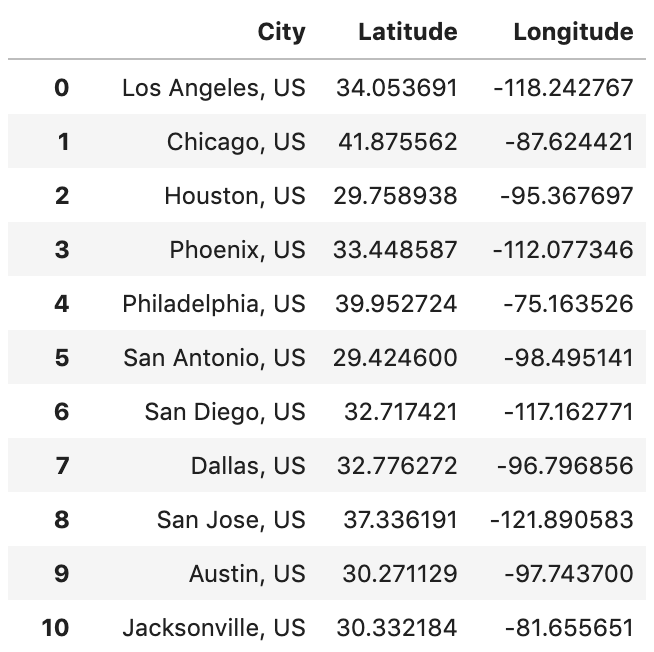 City Latitude Longitude
0 Los Angeles, US 34.053691 -118.242767
1 Chicago, US 41.875562 -87.624421
2 Houston, US 29.758938 -95.367697
3 Phoenix, US 33.448587 -112.077346
4 Philadelphia, US 39.952724 -75.163526
5 San Antonio, US 29.424600 -98.495141
6 San Diego, US 32.717421 -117.162771
7 Dallas, US 32.776272 -96.796856
8 San Jose, US 37.336191 -121.890583
9 Austin, US 30.271129 -97.743700
10 Jacksonville, US 30.332184 -81.655651